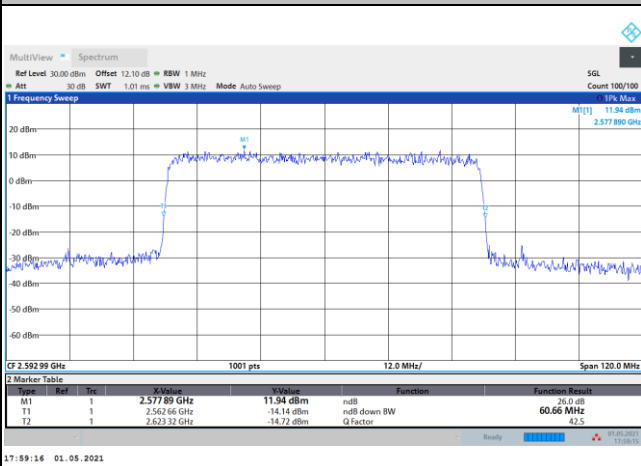 MultiView Spectrum
Ref Level 30.00 dBm Offset 12.10 dB RBW 1 MHz SGL
Att 30 dB SWT 1.01 ms VBW 3 MHz Mode Auto Sweep Count 100/100
1 Frequency Sweep 1Pk Max
M1[1] 11.94 dBm
2.577 890 GHz
20 dBm
M1
10 dBm
0 dBm
-10 dBm
T1 T2
-20 dBm
-30 dBm
-40 dBm
-50 dBm
-60 dBm
CF 2.592 99 GHz 1001 pts 12.0 MHz/ Span 120.0 MHz
2 Marker Table
Type Ref Trc X-Value Y-Value Function Function Result
M1 1 2.577 89 GHz 11.94 dBm ndB 26.0 dB
T1 1 2.562 66 GHz -14.14 dBm ndB down BW 60.66 MHz
T2 1 2.623 32 GHz -14.72 dBm Q Factor 42.5
Ready 01.05.2021
17:59:15
17:59:16 01.05.2021